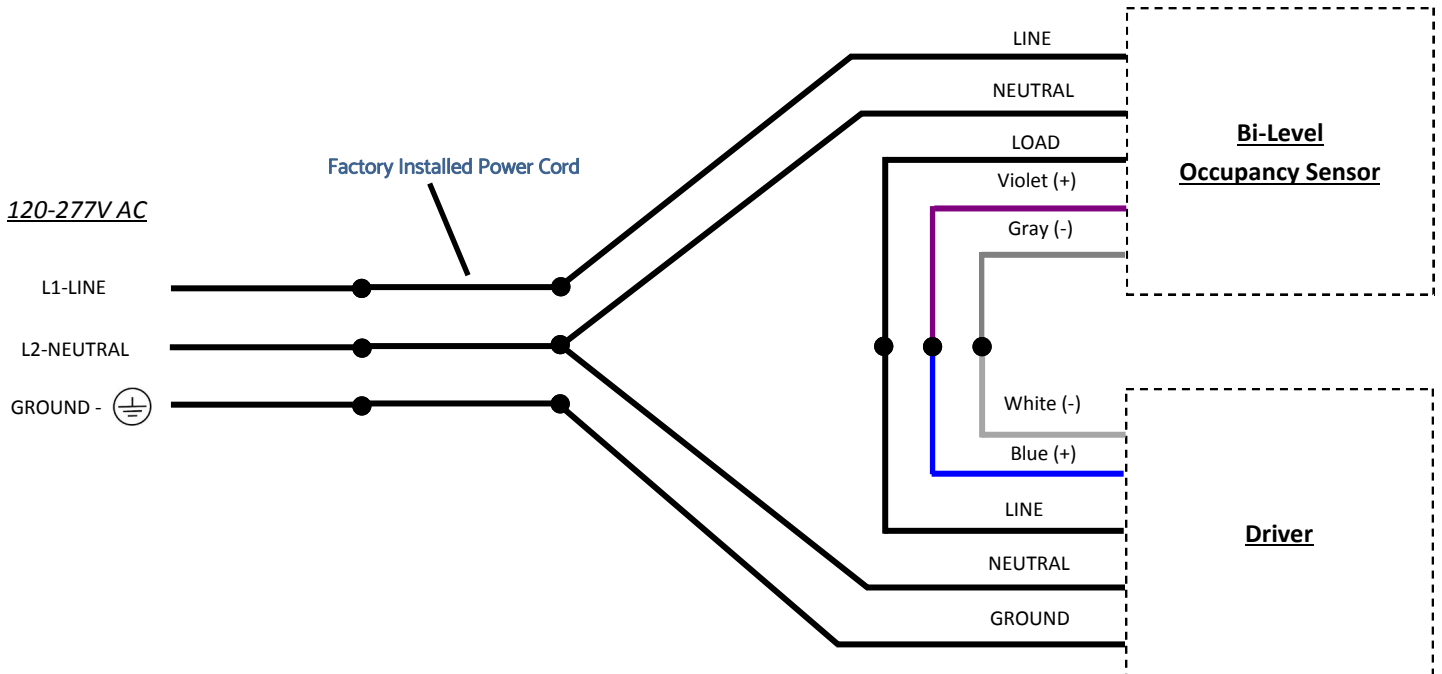 120-277V AC
L1-LINE
L2-NEUTRAL
GROUND -
Factory Installed Power Cord
LINE
NEUTRAL
LOAD
Violet (+)
Gray (-)
Bi-Level
Occupancy Sensor
White (-)
Blue (+)
LINE
NEUTRAL
GROUND
Driver